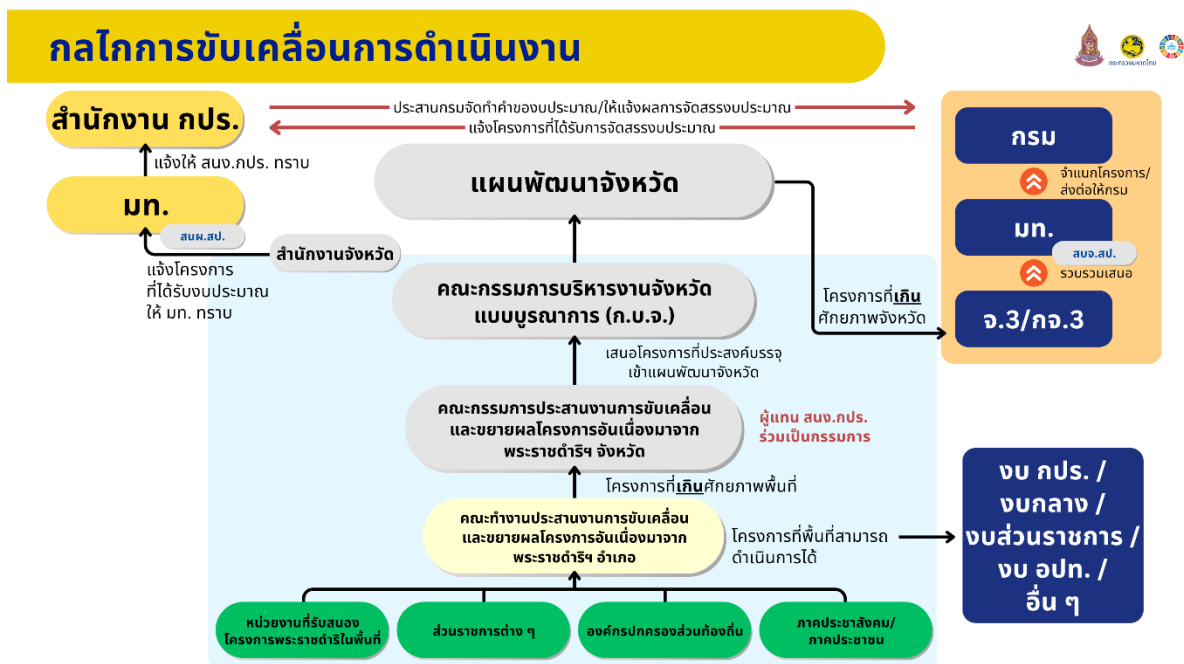 กลไกการขับเคลื่อนการดำเนินงาน
กระทรวงมหาดไทย
สำนักงาน กปร.
ประสานกรมจัดทำคำของบประมาณ/ให้แจ้งผลการจัดสรรงบประมาณ
แจ้งโครงการที่ได้รับการจัดสรรงบประมาณ
แจ้งให้ สนง.กปร. ทราบ
มท.
สนผ.สป.
สำนักงานจังหวัด
แจ้งโครงการ
ที่ได้รับงบประมาณ
ให้ มท. ทราบ
แผนพัฒนาจังหวัด
คณะกรรมการบริหารงานจังหวัด
แบบบูรณาการ (ก.บ.จ.)
โครงการที่เกิน
ศักยภาพจังหวัด
กรม
จำแนกโครงการ/
ส่งต่อให้กรม
มท.
สบจ.สป.
รวบรวมเสนอ
จ.3/กจ.3
เสนอโครงการที่ประสงค์บรรจุ
เข้าแผนพัฒนาจังหวัด
คณะกรรมการประสานงานการขับเคลื่อน
และขยายผลโครงการอันเนื่องมาจาก
พระราชดำริฯ จังหวัด
ผู้แทน สนง.กปร.
ร่วมเป็นกรรมการ
โครงการที่เกินศักยภาพพื้นที่
คณะทำงานประสานงานการขับเคลื่อน
และขยายผลโครงการอันเนื่องมาจาก
พระราชดำริฯ อำเภอ
โครงการที่พื้นที่สามารถ
ดำเนินการได้
งบ กปร. /
งบกลาง /
งบส่วนราชการ /
งบ อปท. /
อื่น ๆ
หน่วยงานที่รับสนอง
โครงการพระราชดำริในพื้นที่
ส่วนราชการต่าง ๆ
องค์กรปกครองส่วนท้องถิ่น
ภาคประชาสังคม/
ภาคประชาชน